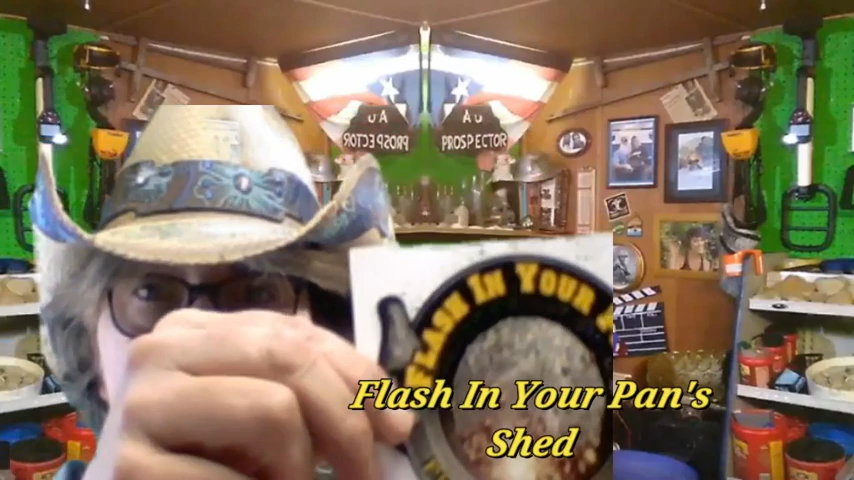 AU
PROSPECTOR
AU
PROSPECTOR
FLASH IN YOUR
Flash In Your Pan's
Shed